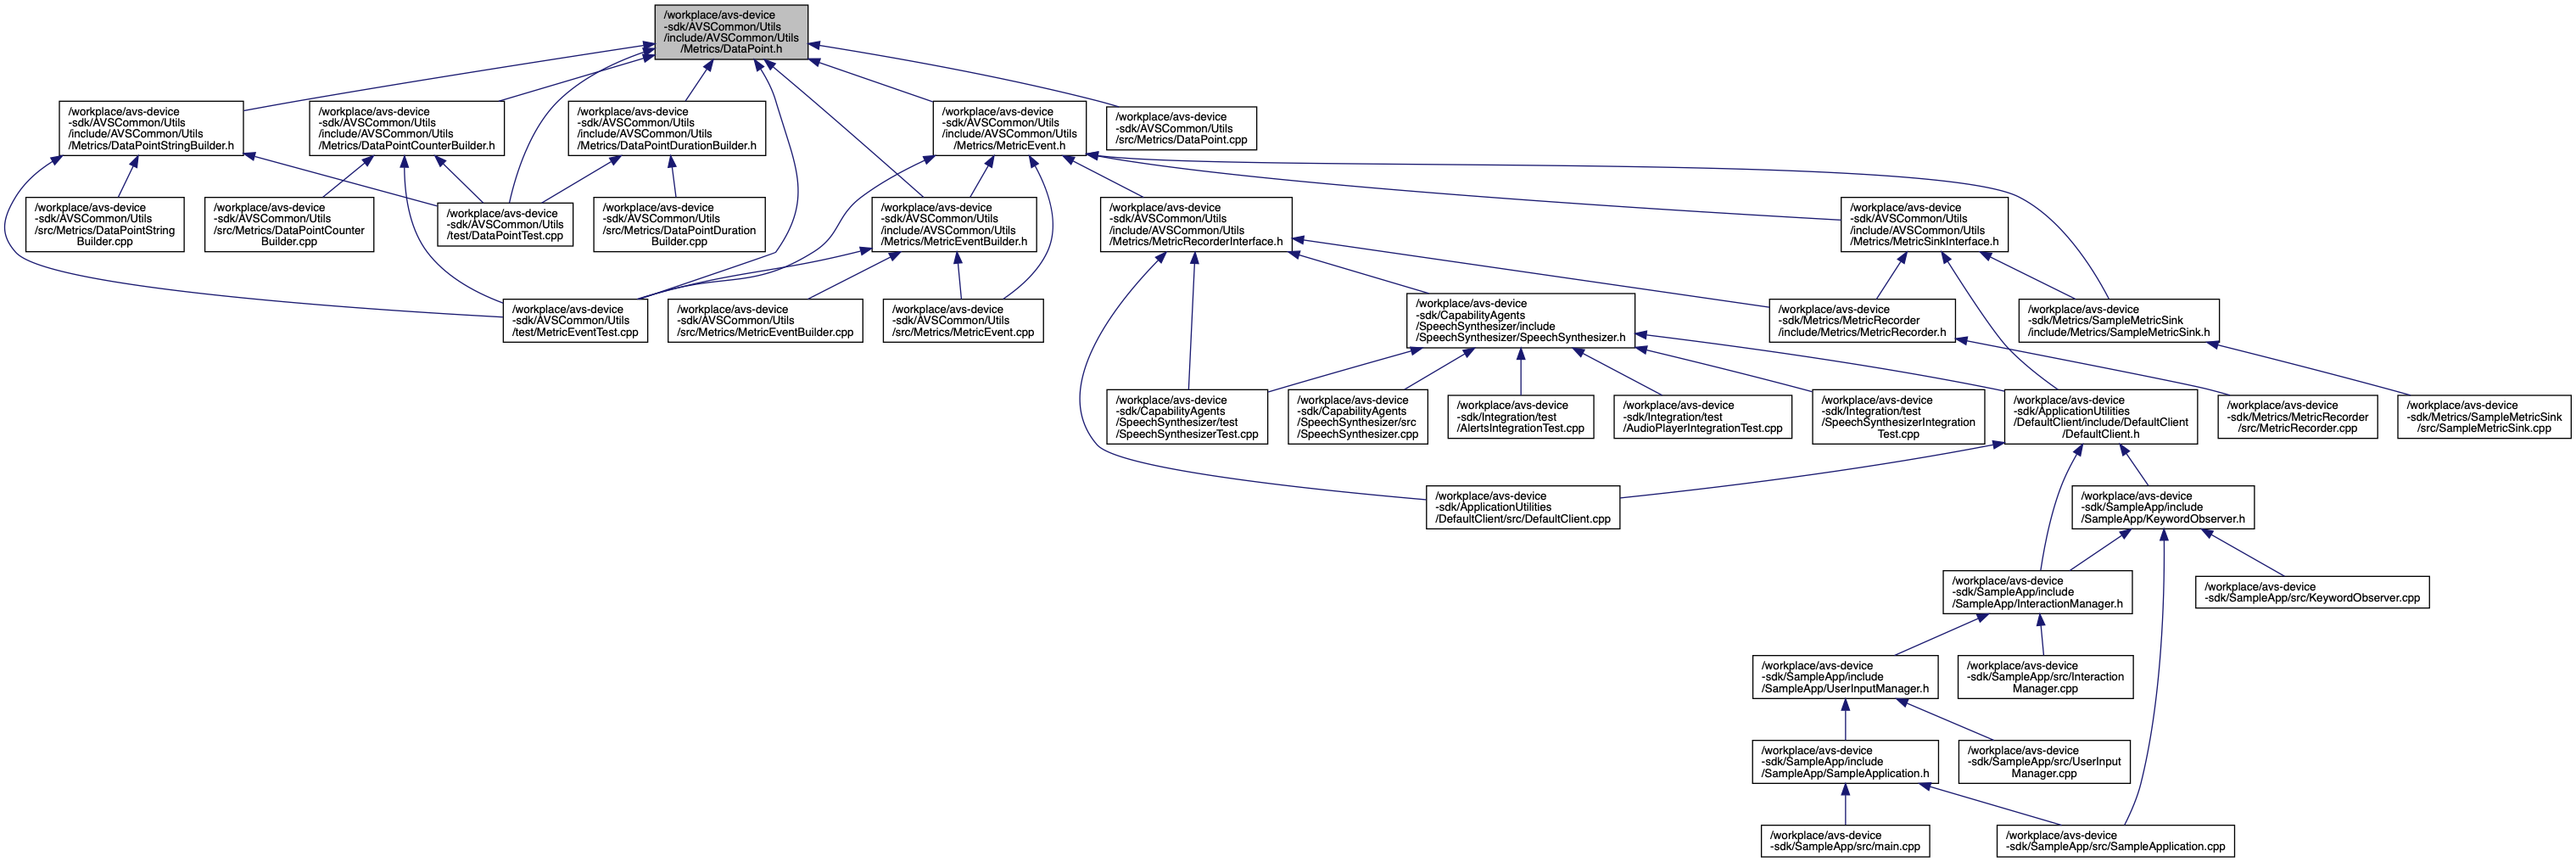 /workplace/avs-device
-sdk/AVSCommon/Utils
/include/AVSCommon/Utils
/Metrics/DataPoint.h
/workplace/avs-device
-sdk/AVSCommon/Utils
/include/AVSCommon/Utils
/Metrics/DataPointStringBuilder.h
/workplace/avs-device
-sdk/AVSCommon/Utils
/include/AVSCommon/Utils
/Metrics/DataPointCounterBuilder.h
/workplace/avs-device
-sdk/AVSCommon/Utils
/include/AVSCommon/Utils
/Metrics/DataPointDurationBuilder.h
/workplace/avs-device
-sdk/AVSCommon/Utils
/include/AVSCommon/Utils
/Metrics/MetricEvent.h
/workplace/avs-device
-sdk/AVSCommon/Utils
/src/Metrics/DataPoint.cpp
/workplace/avs-device
-sdk/AVSCommon/Utils
/src/Metrics/DataPointString
Builder.cpp
/workplace/avs-device
-sdk/AVSCommon/Utils
/src/Metrics/DataPointCounter
Builder.cpp
/workplace/avs-device
-sdk/AVSCommon/Utils
/test/DataPointTest.cpp
/workplace/avs-device
-sdk/AVSCommon/Utils
/src/Metrics/DataPointDuration
Builder.cpp
/workplace/avs-device
-sdk/AVSCommon/Utils
/include/AVSCommon/Utils
/Metrics/MetricEventBuilder.h
/workplace/avs-device
-sdk/AVSCommon/Utils
/include/AVSCommon/Utils
/Metrics/MetricRecorderInterface.h
/workplace/avs-device
-sdk/AVSCommon/Utils
/include/AVSCommon/Utils
/Metrics/MetricSinkInterface.h
/workplace/avs-device
-sdk/AVSCommon/Utils
/test/MetricEventTest.cpp
/workplace/avs-device
-sdk/AVSCommon/Utils
/src/Metrics/MetricEventBuilder.cpp
/workplace/avs-device
-sdk/AVSCommon/Utils
/src/Metrics/MetricEvent.cpp
/workplace/avs-device
-sdk/CapabilityAgents
/SpeechSynthesizer/include
/SpeechSynthesizer/SpeechSynthesizer.h
/workplace/avs-device
-sdk/Metrics/MetricRecorder
/include/Metrics/MetricRecorder.h
/workplace/avs-device
-sdk/Metrics/SampleMetricSink
/include/Metrics/SampleMetricSink.h
/workplace/avs-device
-sdk/CapabilityAgents
/SpeechSynthesizer/test
/SpeechSynthesizerTest.cpp
/workplace/avs-device
-sdk/CapabilityAgents
/SpeechSynthesizer/src
/SpeechSynthesizer.cpp
/workplace/avs-device
-sdk/Integration/test
/AlertsIntegrationTest.cpp
/workplace/avs-device
-sdk/Integration/test
/AudioPlayerIntegrationTest.cpp
/workplace/avs-device
-sdk/Integration/test
/SpeechSynthesizerIntegration
Test.cpp
/workplace/avs-device
-sdk/ApplicationUtilities
/DefaultClient/include/DefaultClient
/DefaultClient.h
/workplace/avs-device
-sdk/Metrics/MetricRecorder
/src/MetricRecorder.cpp
/workplace/avs-device
-sdk/Metrics/SampleMetricSink
/src/SampleMetricSink.cpp
/workplace/avs-device
-sdk/ApplicationUtilities
/DefaultClient/src/DefaultClient.cpp
/workplace/avs-device
-sdk/SampleApp/include
/SampleApp/KeywordObserver.h
/workplace/avs-device
-sdk/SampleApp/include
/SampleApp/InteractionManager.h
/workplace/avs-device
-sdk/SampleApp/src/KeywordObserver.cpp
/workplace/avs-device
-sdk/SampleApp/include
/SampleApp/UserInputManager.h
/workplace/avs-device
-sdk/SampleApp/src/Interaction
Manager.cpp
/workplace/avs-device
-sdk/SampleApp/include
/SampleApp/SampleApplication.h
/workplace/avs-device
-sdk/SampleApp/src/UserInput
Manager.cpp
/workplace/avs-device
-sdk/SampleApp/src/main.cpp
/workplace/avs-device
-sdk/SampleApp/src/SampleApplication.cpp